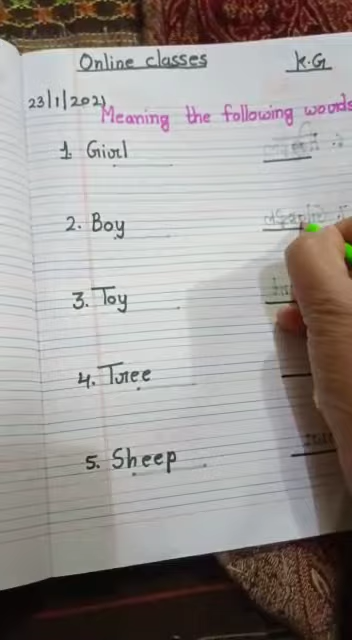 Online classes K.G
23/1/2021
Meaning the following words
1. Girl
2. Boy
3. Toy
4. Tree
5. Sheep